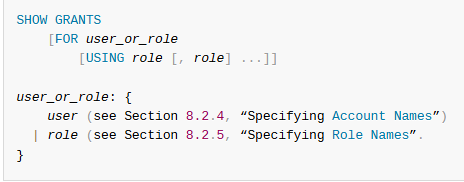 SHOW GRANTS
[FOR user_or_role
[USING role [, role] ...]]
user_or_role: {
user (see Section 8.2.4, “Specifying Account Names”)
| role (see Section 8.2.5, “Specifying Role Names”.
}